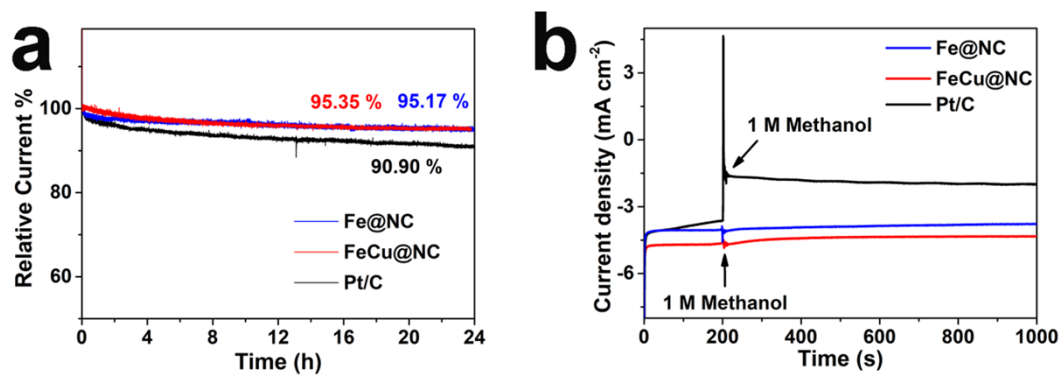 a
Relative Current %
100
80
60
95.35 %
95.17 %
90.90 %
Fe@NC
FeCu@NC
Pt/C
0
4
8
12
16
20
24
Time (h)
b
Current density (mA cm-2)
3
0
-3
-6
Fe@NC
FeCu@NC
Pt/C
1 M Methanol
1 M Methanol
0
200
400
600
800
1000
Time (s)